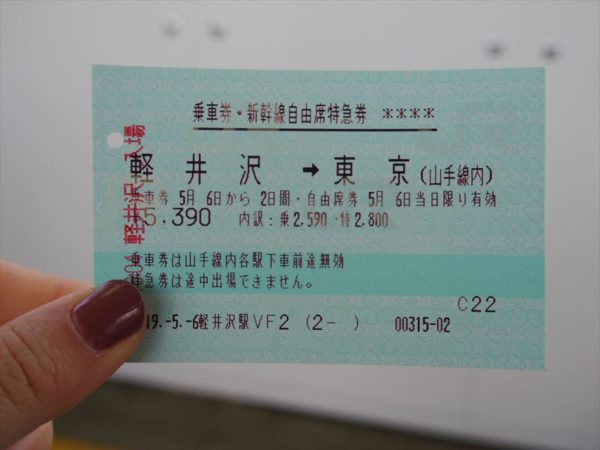 乗車券・新幹線自由席特急券 ****
軽井沢 → 東京 (山手線内)
乗車券 5月 6日から 2日間・自由席券 5月 6日当日限り有効
¥5,390 内訳:乗2,590・特2,800
乗車券は山手線内各駅下車前途無効
特急券は途中出場できません。
C22
19.-5.-6軽井沢駅VF2 (2- ) 00315-02
軽井沢 入場